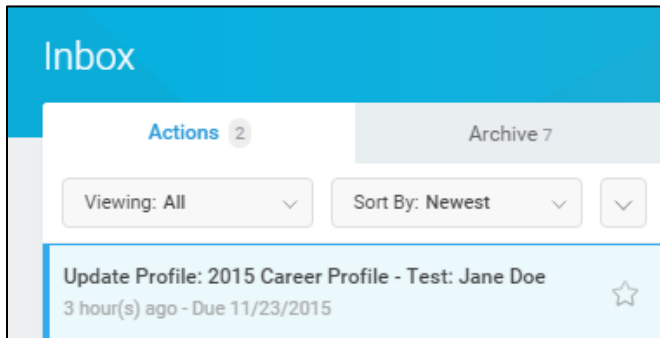 Inbox
Actions 2
Archive 7
Viewing: All
Sort By: Newest
Update Profile: 2015 Career Profile - Test: Jane Doe
3 hour(s) ago - Due 11/23/2015